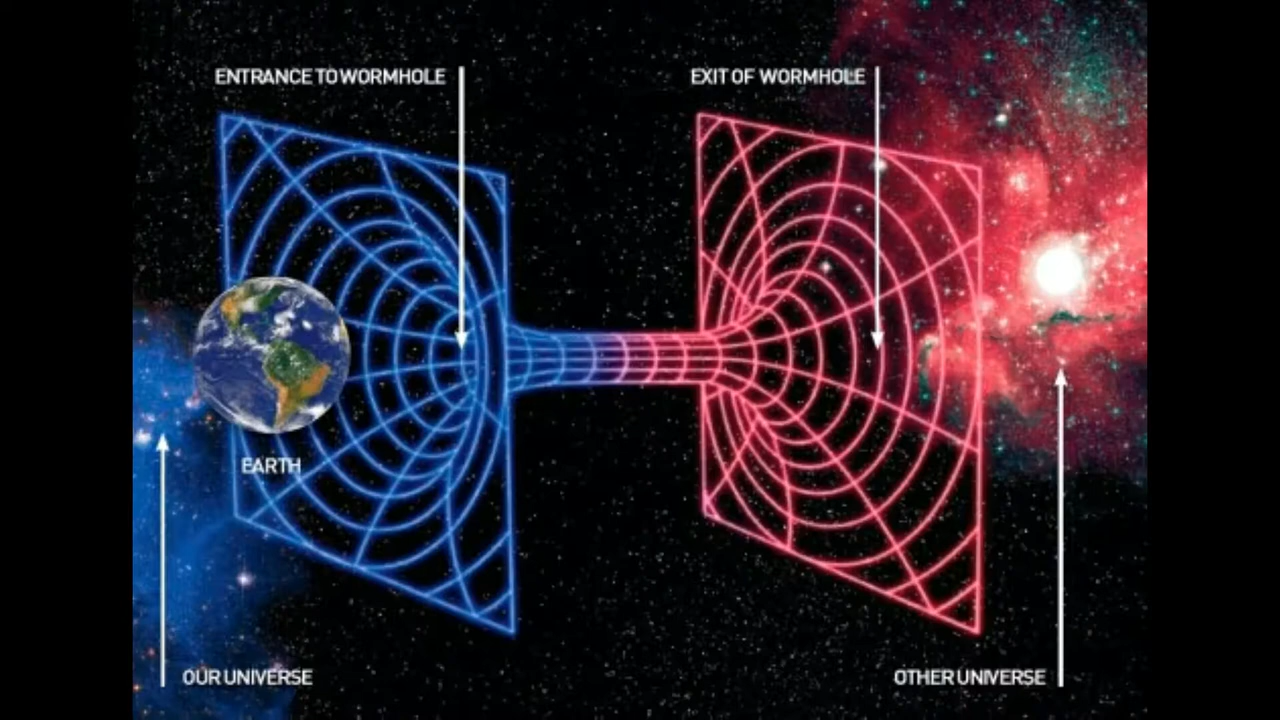 ENTRANCE TO WORMHOLE
EXIT OF WORMHOLE
EARTH
OUR UNIVERSE
OTHER UNIVERSE